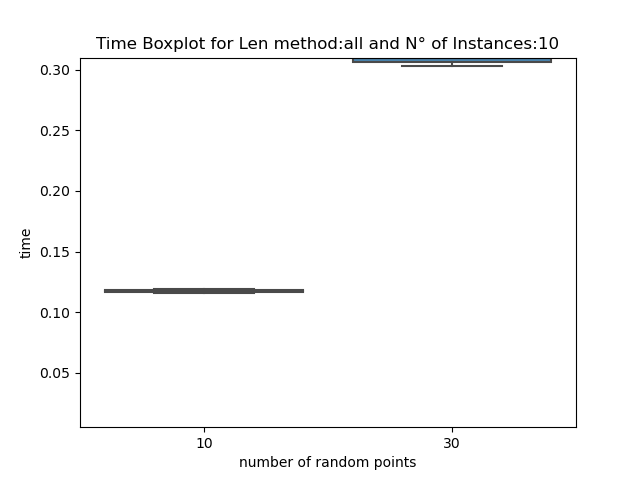 Time Boxplot for Len method:all and N° of Instances:10
0.30
0.25
0.20
0.15
0.10
0.05
time
10 30
number of random points